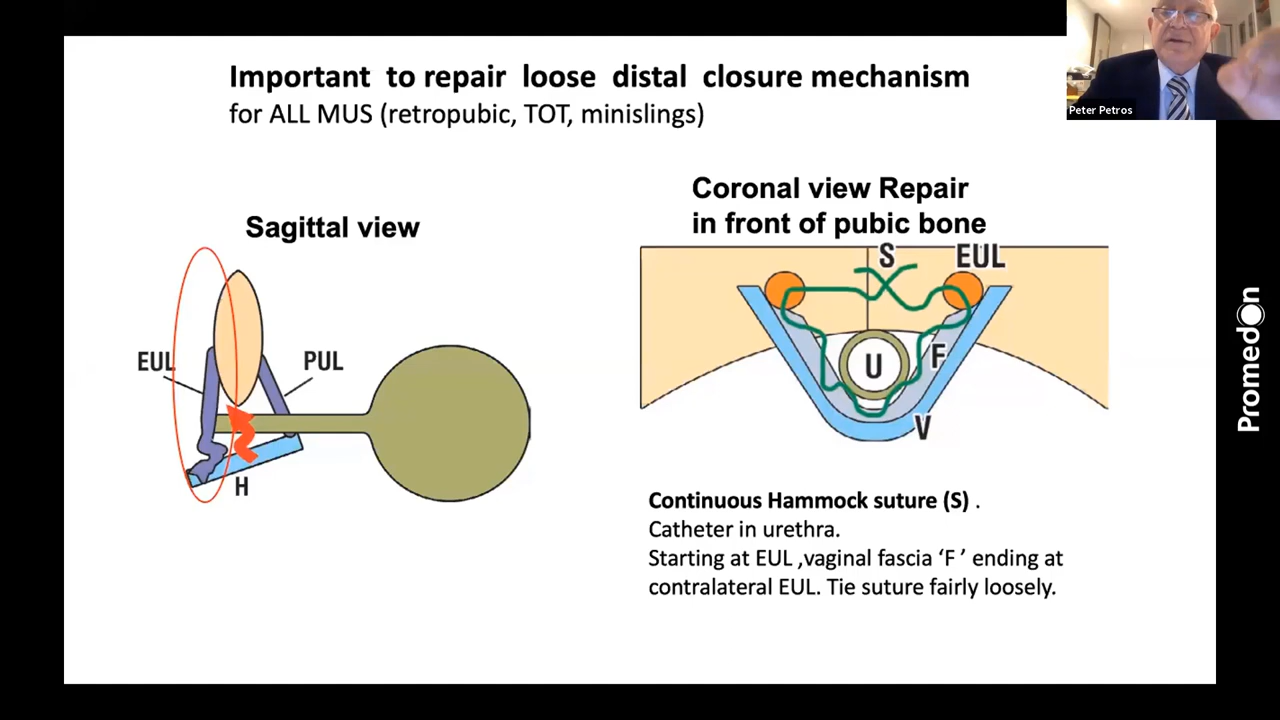 Important to repair loose distal closure mechanism
for ALL MUS (retropubic, TOT, minislings)
Peter Petros
Sagittal view
EUL
PUL
H
Coronal view Repair
in front of pubic bone
S
EUL
U
F
V
Continuous Hammock suture (S) .
Catheter in urethra.
Starting at EUL ,vaginal fascia ‘F ’ ending at
contralateral EUL. Tie suture fairly loosely.
Promedon